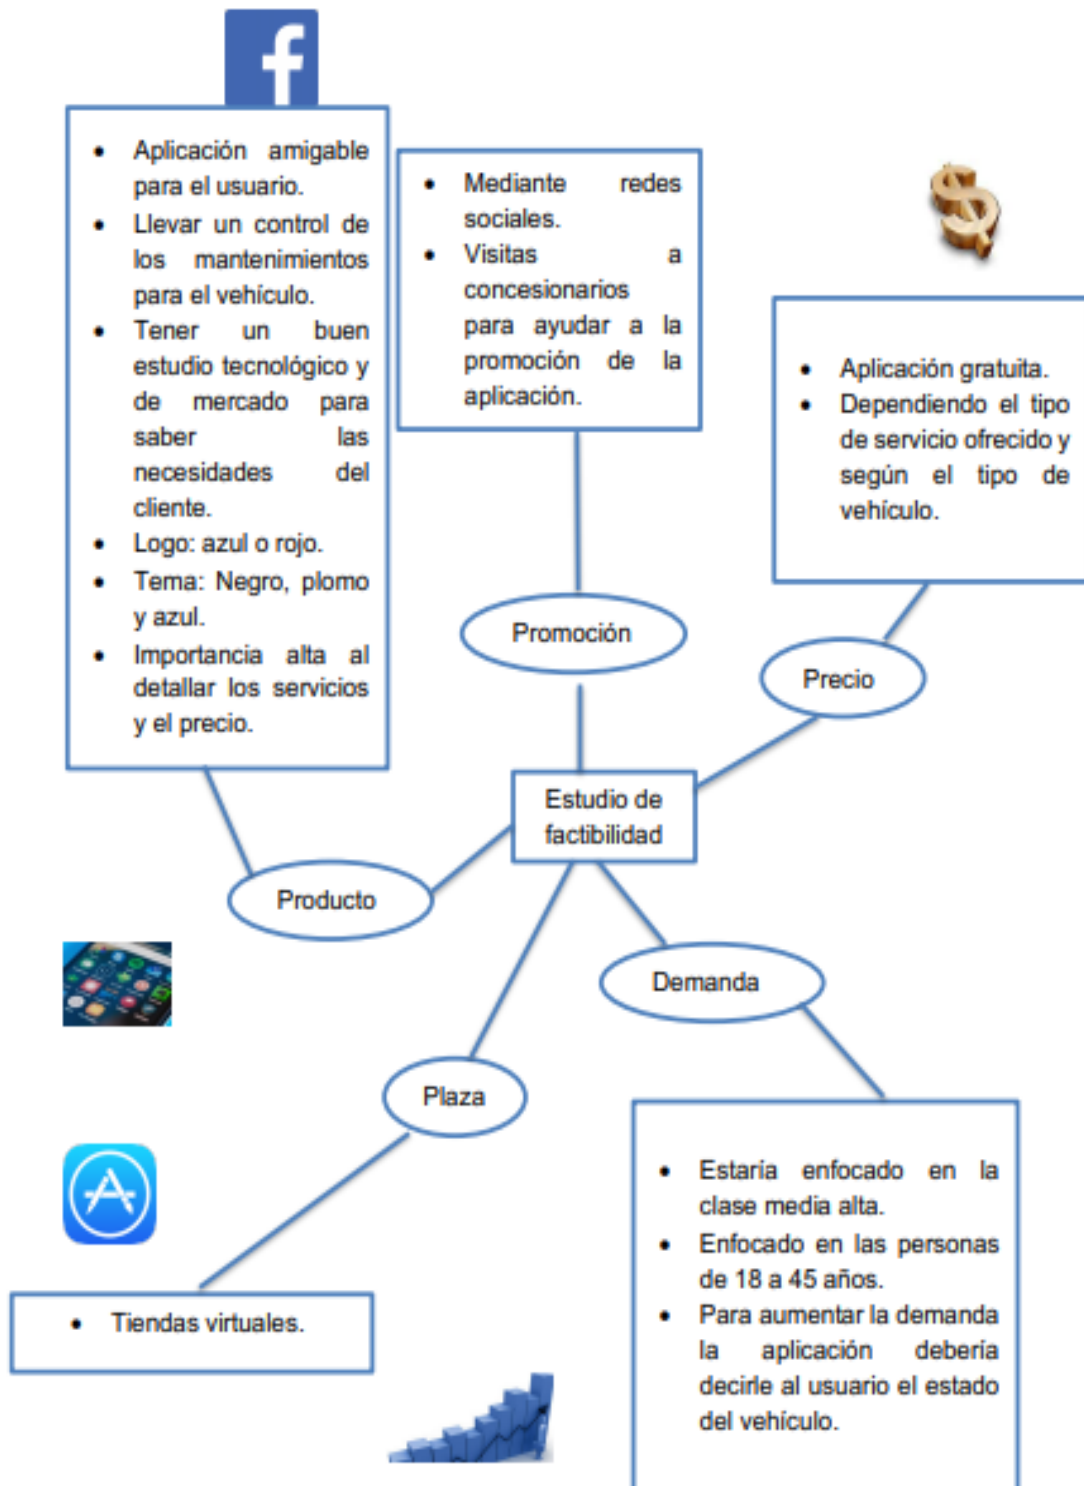 • Aplicación amigable
para el usuario.
• Llevar un control de
los mantenimientos
para el vehículo.
• Tener un buen
estudio tecnológico y
de mercado para
saber las
necesidades del
cliente.
• Logo: azul o rojo.
• Tema: Negro, plomo
y azul.
• Importancia alta al
detallar los servicios
y el precio.
• Mediante redes
sociales.
• Visitas a
concesionarios
para ayudar a la
promoción de la
aplicación.
• Aplicación gratuita.
• Dependiendo el tipo
de servicio ofrecido y
según el tipo de
vehículo.
Promoción
Precio
Estudio de
factibilidad
Producto
Demanda
Plaza
• Tiendas virtuales.
• Estaría enfocado en la
clase media alta.
• Enfocado en las personas
de 18 a 45 años.
• Para aumentar la demanda
la aplicación debería
decirle al usuario el estado
del vehículo.